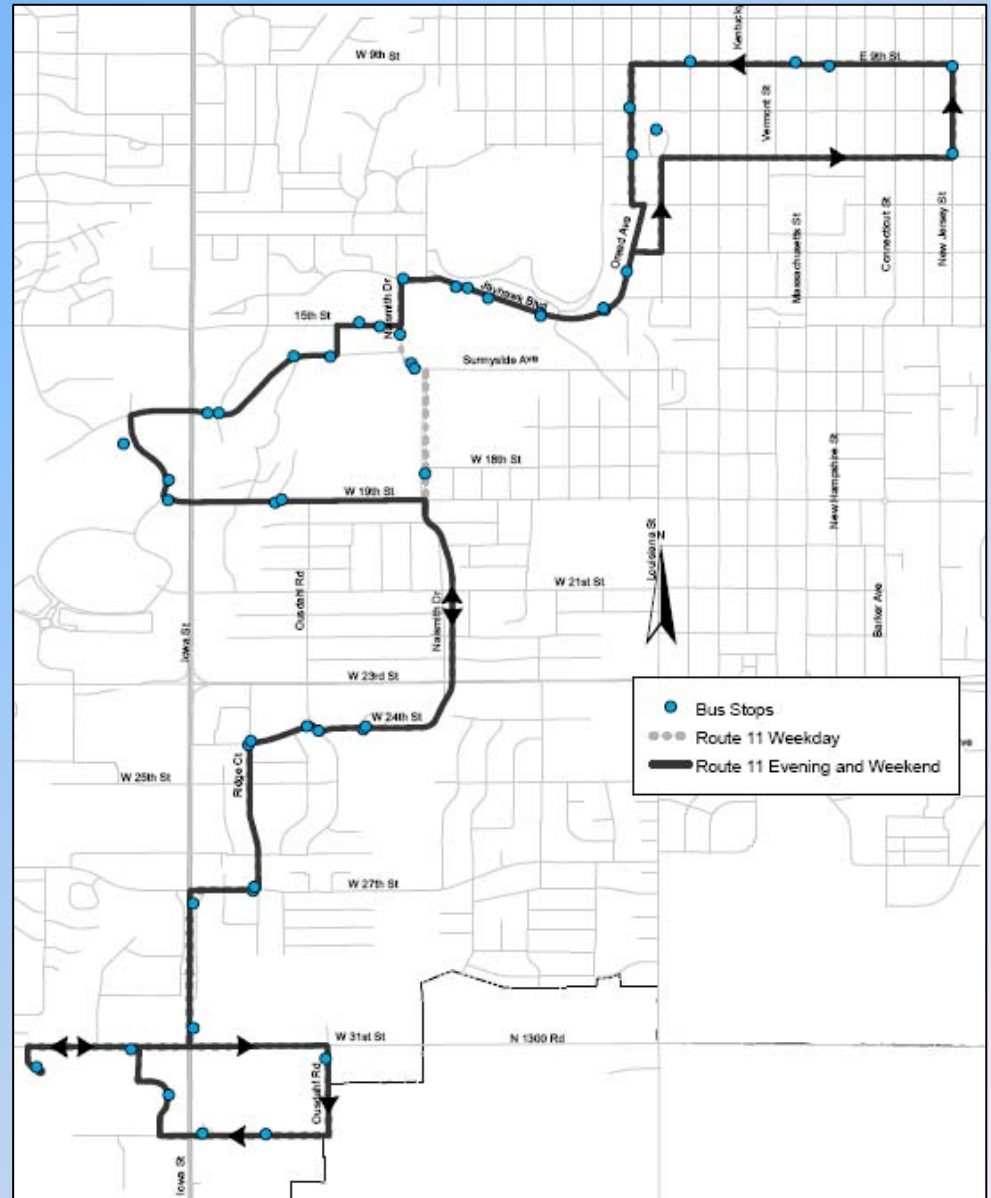 Kentucky
W 9th St
E 9th St
Vermont St
Oread Ave
Massachusetts St
Connecticut St
New Jersey St
Naismith Dr
Jayhawk Blvd
15th St
Sunnyside Ave
W 18th St
New Hampshire St
W 19th St
Louisiana St
N
Ousdahl Rd
W 21st St
Barker Ave
Naismith Dr
Iowa St
W 23rd St
W 24th St
Ridge Ct
W 25th St
Bus Stops
Route 11 Weekday
Route 11 Evening and Weekend
W 27th St
W 31st St
N 1300 Rd
Ousdahl Rd
Iowa St